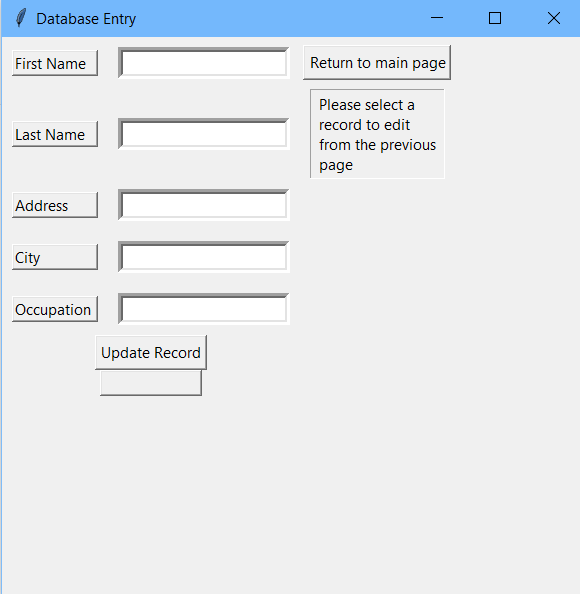 Database Entry
First Name
Return to main page
Please select a
record to edit
from the previous
page
Last Name
Address
City
Occupation
Update Record